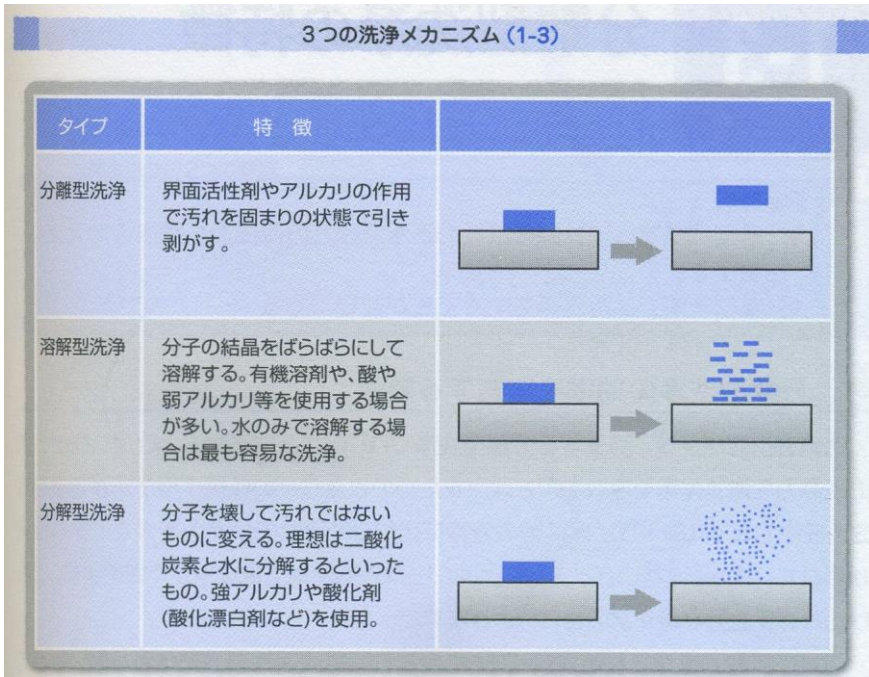 3つの洗浄メカニズム (1-3)
タイプ
特 徴
分離型洗浄
界面活性剤やアルカリの作用
で汚れを固まりの状態で引き
剥がす。
溶解型洗浄
分子の結晶をばらばらにして
溶解する。有機溶剤や、酸や
弱アルカリ等を使用する場合
が多い。水のみで溶解する場
合は最も容易な洗浄。
分解型洗浄
分子を壊して汚れではない
ものに変える。理想は二酸化
炭素と水に分解するといった
もの。強アルカリや酸化剤
(酸化漂白剤など)を使用。